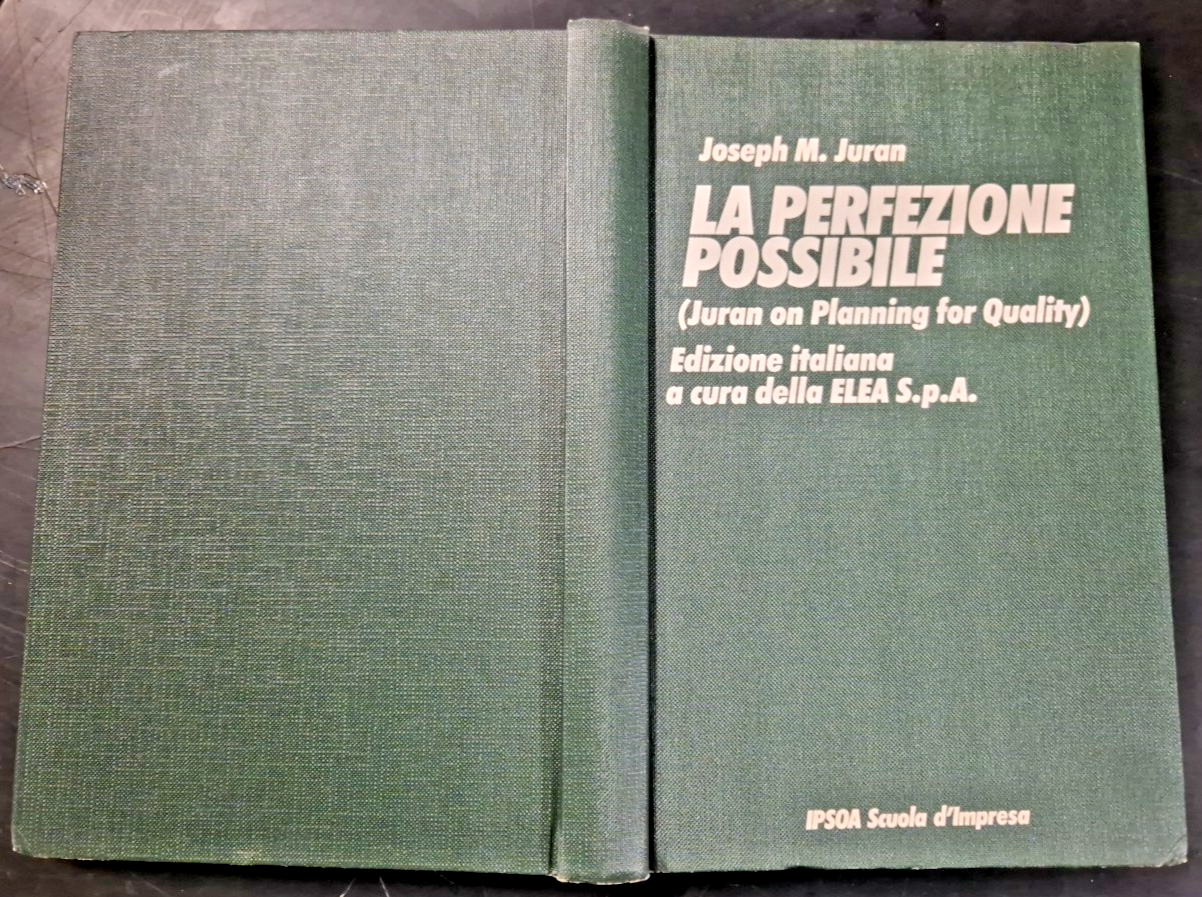 Joseph M. Juran
LA PERFEZIONE
POSSIBILE
(Juran on Planning for Quality)
Edizione italiana
a cura della ELEA S.p.A.
IPSOA Scuola d'Impresa